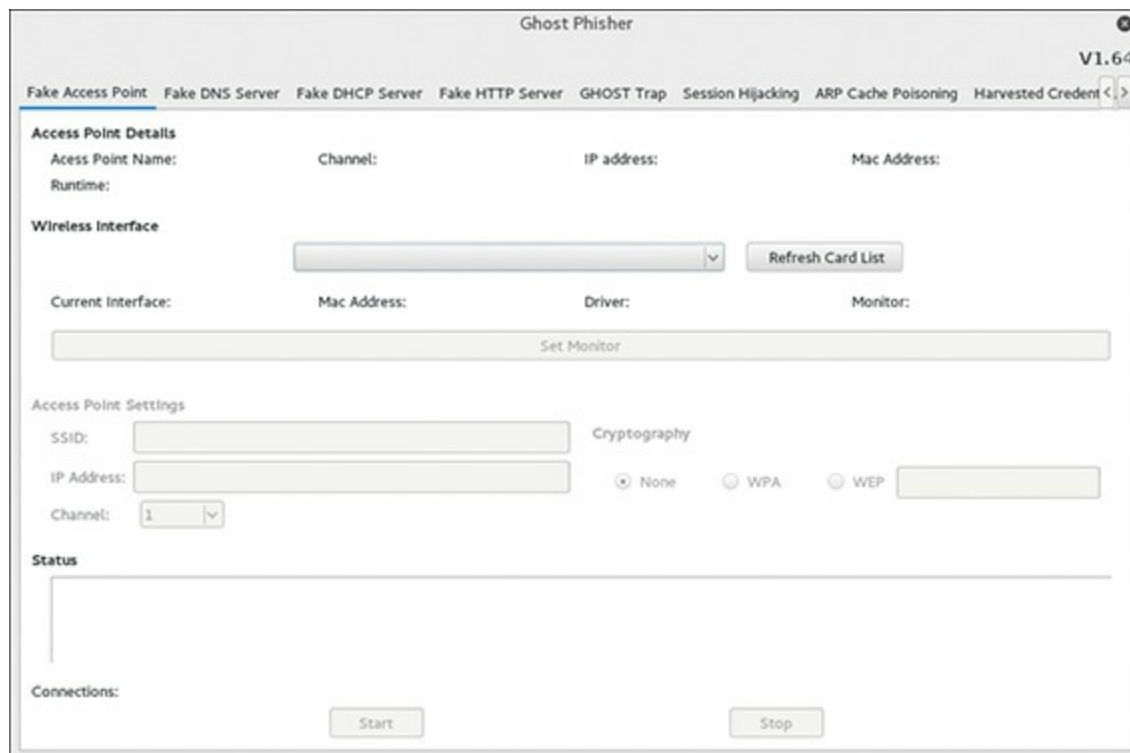 Ghost Phisher
V1.64
Fake Access Point Fake DNS Server Fake DHCP Server Fake HTTP Server GHOST Trap Session Hijacking ARP Cache Poisoning Harvested Credent
Access Point Details
Acess Point Name: Channel: IP address: Mac Address:
Runtime:
Wireless Interface
Refresh Card List
Current Interface: Mac Address: Driver: Monitor:
Set Monitor
Access Point Settings
SSID: Cryptography
IP Address: None WPA WEP
Channel: 1
Status
Connections:
Start Stop